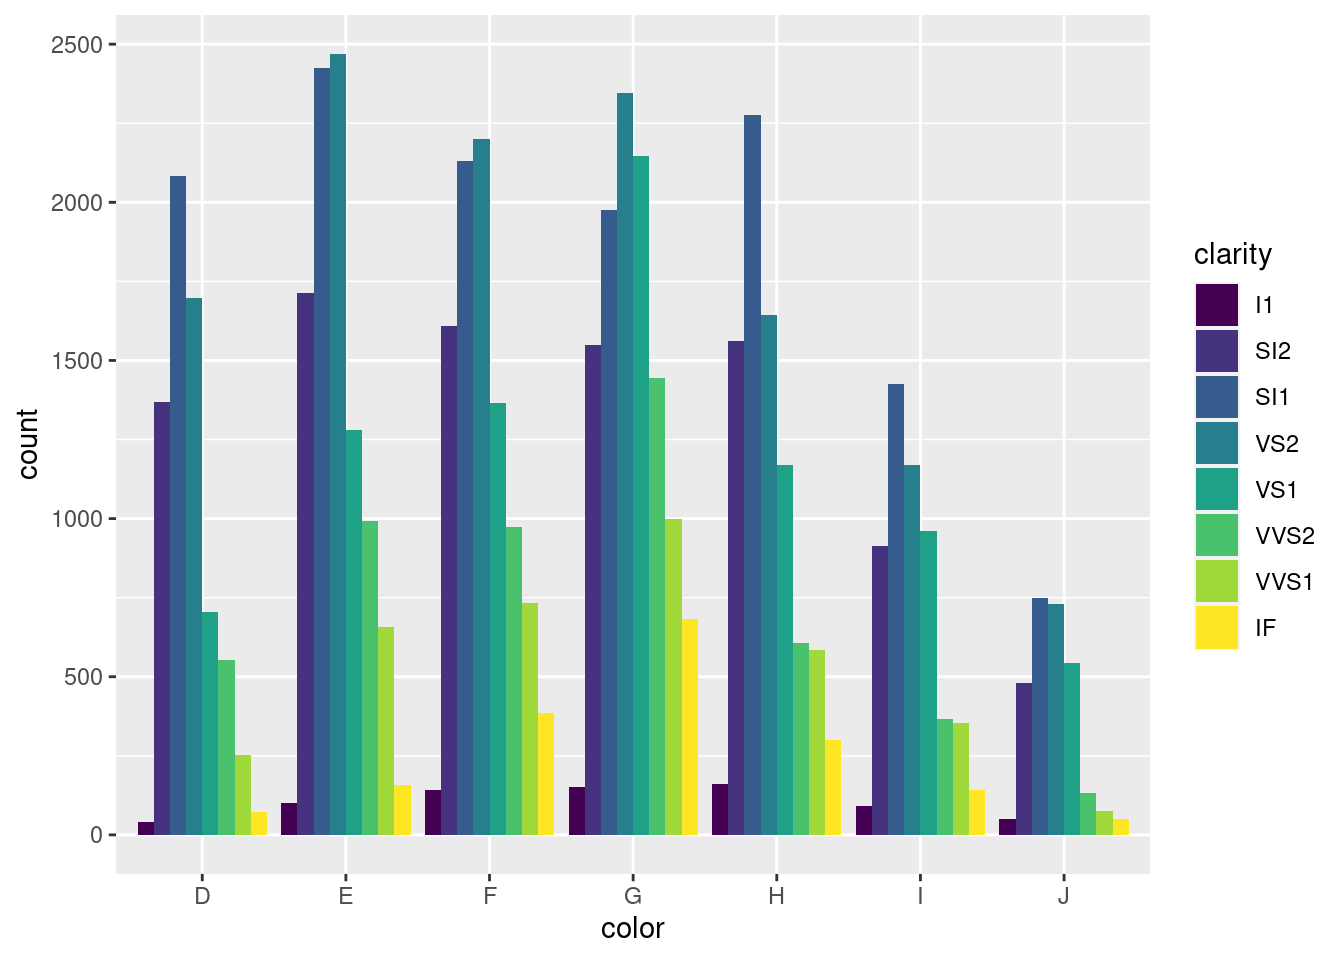 2500
2000
1500
1000
500
0
count
D E F G H I J
color
clarity
I1
SI2
SI1
VS2
VS1
VVS2
VVS1
IF